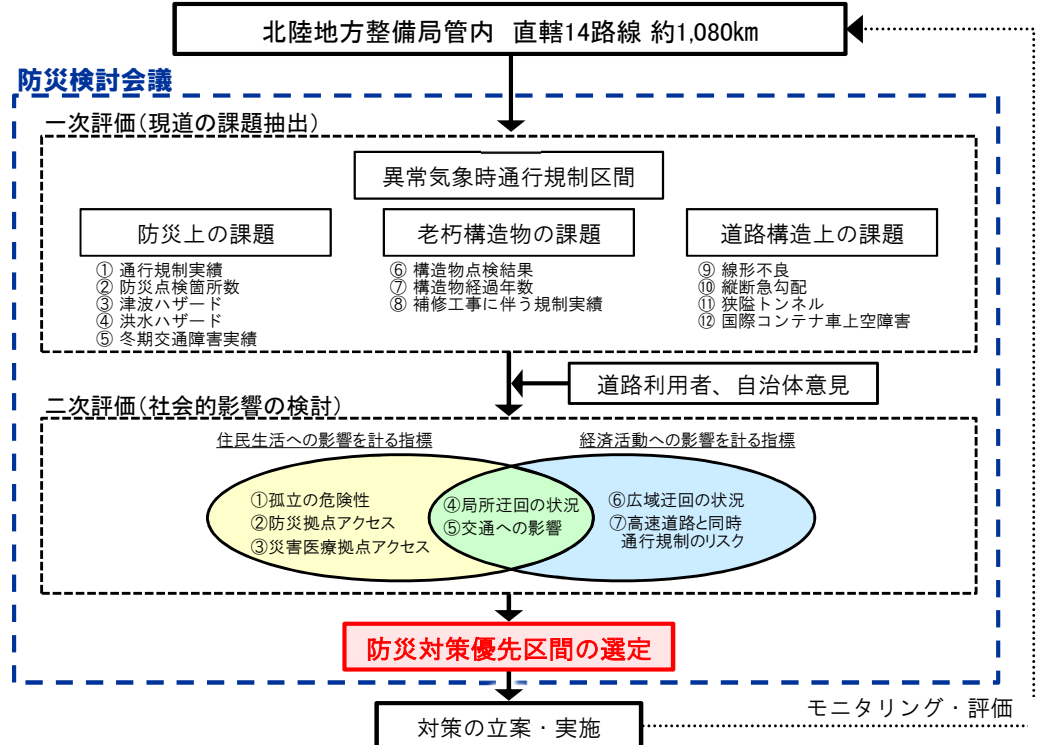 北陸地方整備局管内　直轄14路線 約1,080km
防災検討会議
一次評価（現道の課題抽出）
異常気象時通行規制区間
防災上の課題
① 通行規制実績
② 防災点検箇所数
③ 津波ハザード
④ 洪水ハザード
⑤ 冬期交通障害実績
老朽構造物の課題
⑥ 構造物点検結果
⑦ 構造物経過年数
⑧ 補修工事に伴う規制実績
道路構造上の課題
⑨ 線形不良
⑩ 縦断急勾配
⑪ 狭隘トンネル
⑫ 国際コンテナ車上空障害
道路利用者、自治体意見
二次評価（社会的影響の検討）
住民生活への影響を計る指標
経済活動への影響を計る指標
①孤立の危険性
②防災拠点アクセス
③災害医療拠点アクセス
④局所迂回の状況
⑤交通への影響
⑥広域迂回の状況
⑦高速道路と同時
通行規制のリスク
防災対策優先区間の選定
モニタリング・評価
対策の立案・実施